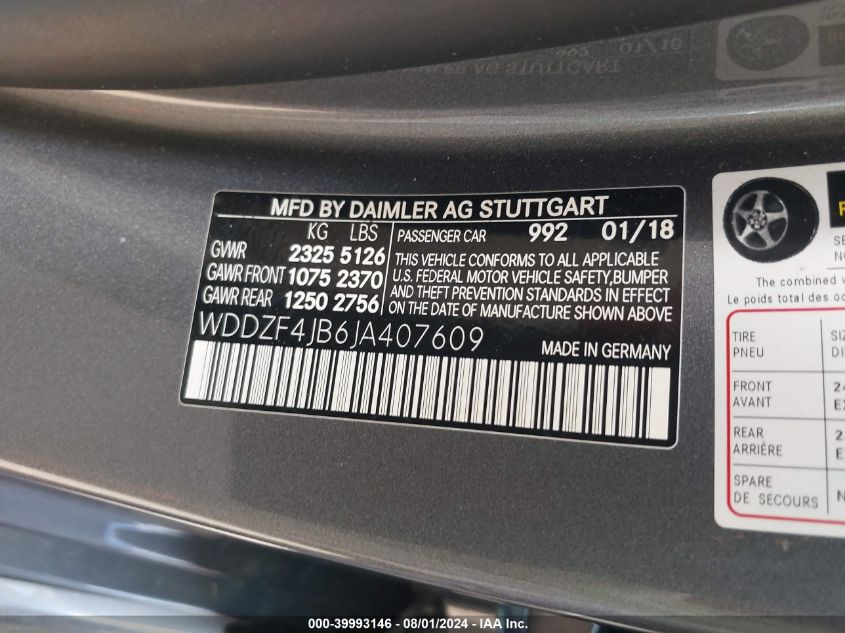 MFD BY DAIMLER AG STUTTGART
KG LBS
GVWR 2325 5126
GAWR FRONT 1075 2370
GAWR REAR 1250 2756
PASSENGER CAR 992 01/18
THIS VEHICLE CONFORMS TO ALL APPLICABLE
U.S. FEDERAL MOTOR VEHICLE SAFETY,BUMPER
AND THEFT PREVENTION STANDARDS IN EFFECT
ON THE DATE OF MANUFACTURE SHOWN ABOVE
WDDZF4JB6JA407609
MADE IN GERMANY
The combined
Le poids total des
TIRE
PNEU
FRONT
AVANT
REAR
ARRIÈRE
SPARE
DE SECOURS
000-39993146 - 08/01/2024 - IAA Inc.